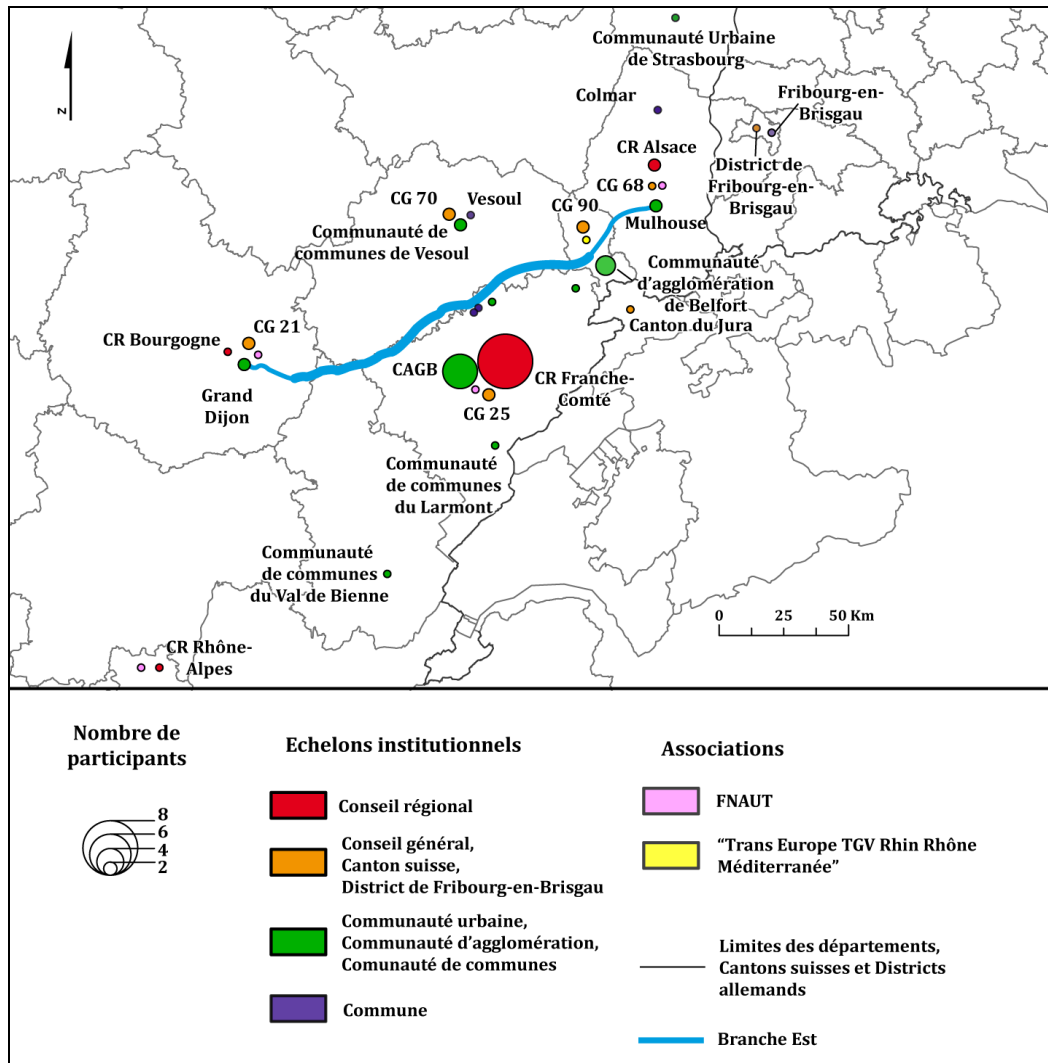 Communauté Urbaine
de Strasbourg
Colmar
Fribourg-en-
Brisgau
CR Alsace
District de
Fribourg-en-
Brisgau
CG 68
Mulhouse
CG 70
Vesoul
CG 90
Communauté de
communes de Vesoul
Communauté
d'agglomération
de Belfort
Canton du Jura
CG 21
CR Bourgogne
Grand
Dijon
CAGB
CR Franche-
Comté
CG 25
Communauté
de communes
du Larmont
Communauté
de communes
du Val de Bienne
CR Rhône-
Alpes
0 25 50 Km
z
Nombre de
participants
8
6
4
2
Echelons institutionnels
Conseil régional
Conseil général,
Canton suisse,
District de Fribourg-en-Brisgau
Communauté urbaine,
Communauté d'agglomération,
Comunauté de communes
Commune
Associations
FNAUT
“Trans Europe TGV Rhin Rhône
Méditerranée”
Limites des départements,
Cantons suisses et Districts
allemands
Branche Est